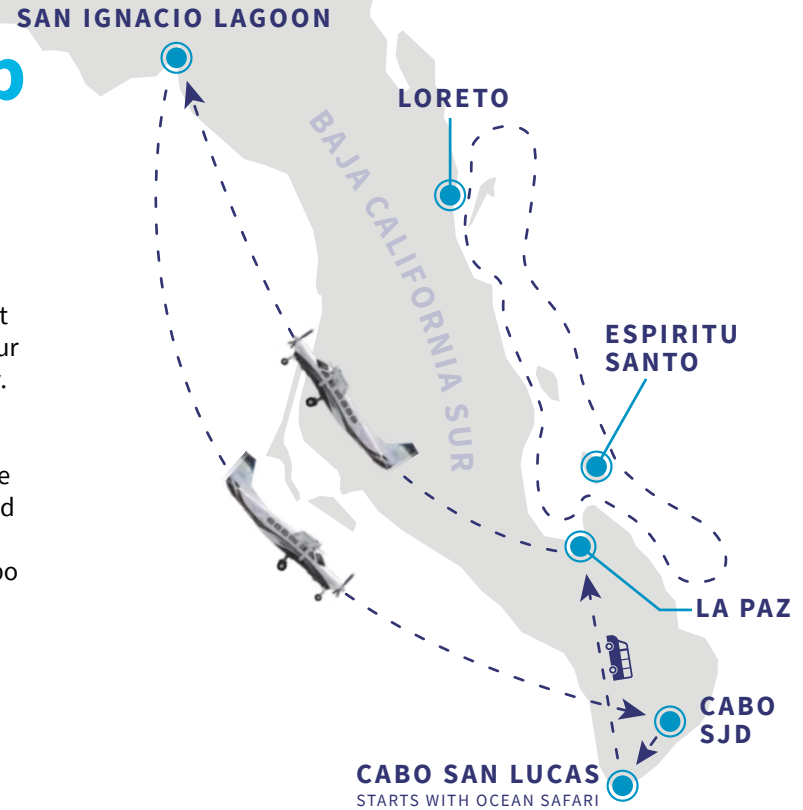 SAN IGNACIO LAGOON
LORETO
BAJA CALIFORNIA SUR
ESPIRITU
SANTO
LA PAZ
CABO
SJD
CABO SAN LUCAS
STARTS WITH OCEAN SAFARI